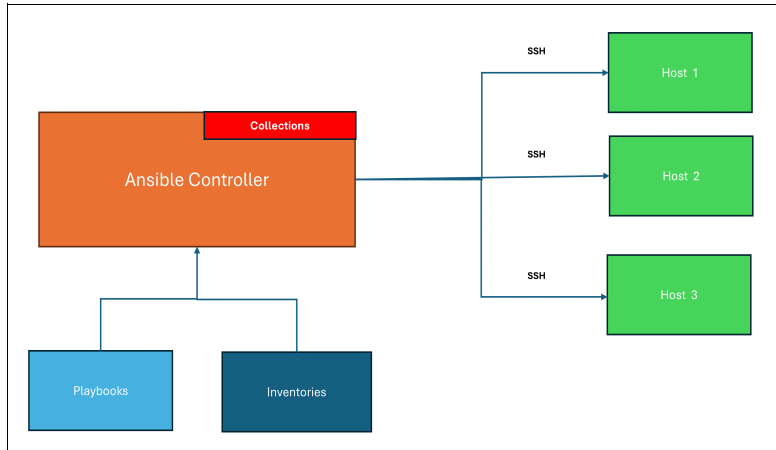 SSH
Host 1
Collections
Ansible Controller
SSH
Host 2
SSH
Host 3
Playbooks
Inventories